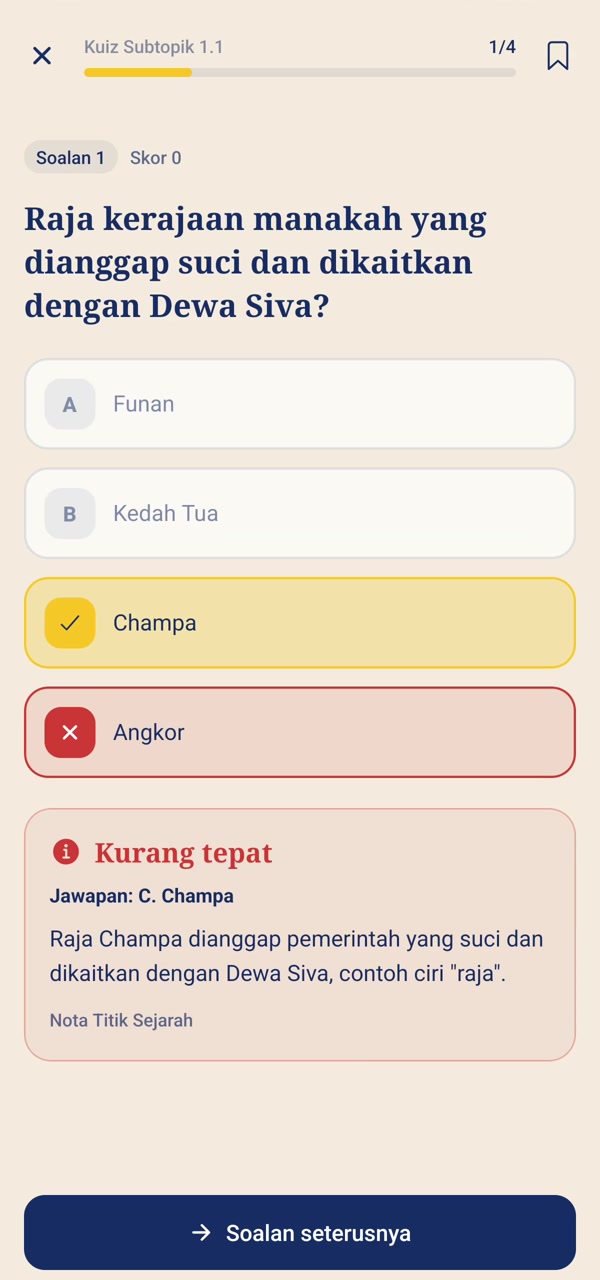 Kuiz Subtopik 1.1
1/4
Soalan 1
Skor 0
Raja kerajaan manakah yang
dianggap suci dan dikaitkan
dengan Dewa Siva?
A
Funan
B
Kedah Tua
Champa
Angkor
Kurang tepat
Jawapan: C. Champa
Raja Champa dianggap pemerintah yang suci dan
dikaitkan dengan Dewa Siva, contoh ciri "raja".
Nota Titik Sejarah
Soalan seterusnya